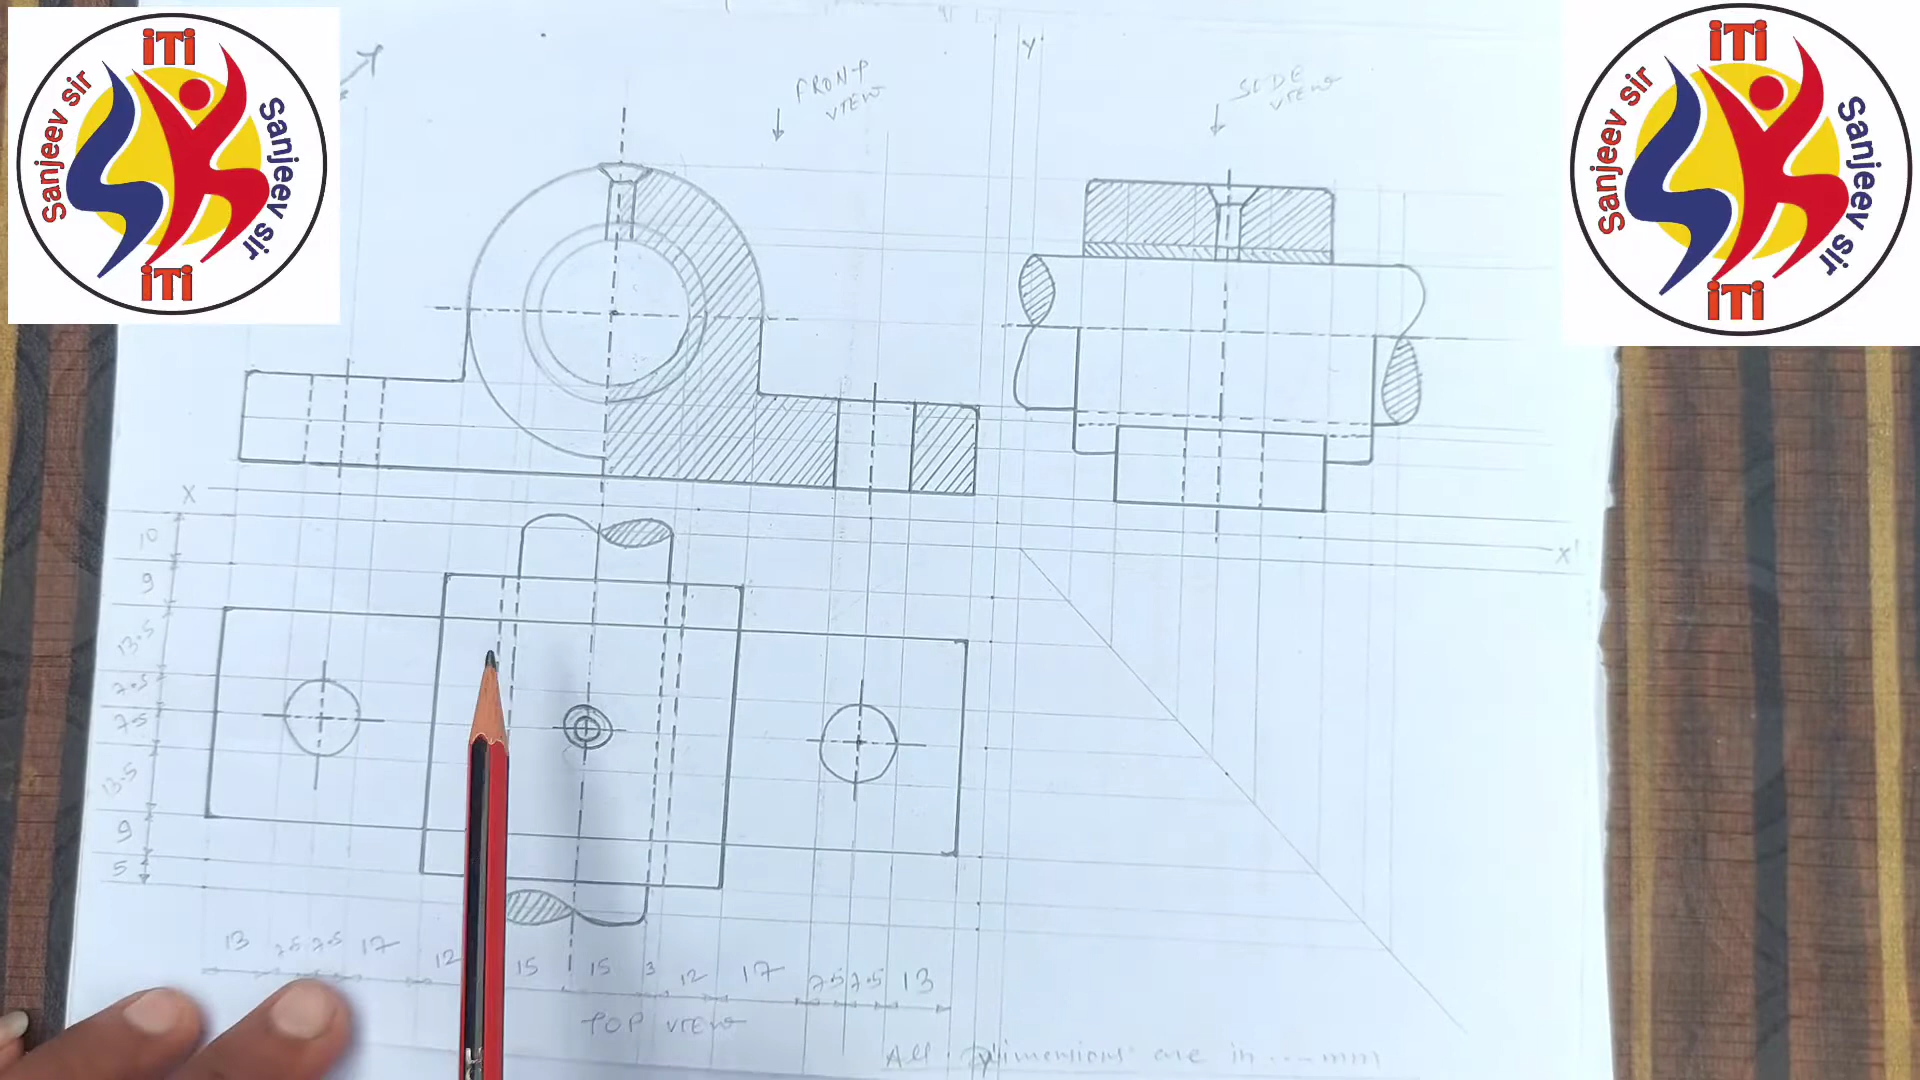 iTi
Sanjeev sir
Sanjeev sir
iTi
FRONT
VIEW
Y
SIDE
VIEW
iTi
Sanjeev sir
Sanjeev sir
iTi
X
X'
10
9
13.5
7.5
7.5
13.5
9
5
13 7.5 7.5 17 12 15 15 3 12 17 7.5 7.5 13
TOP VIEW
All Dimensions are in ....mm
Y'